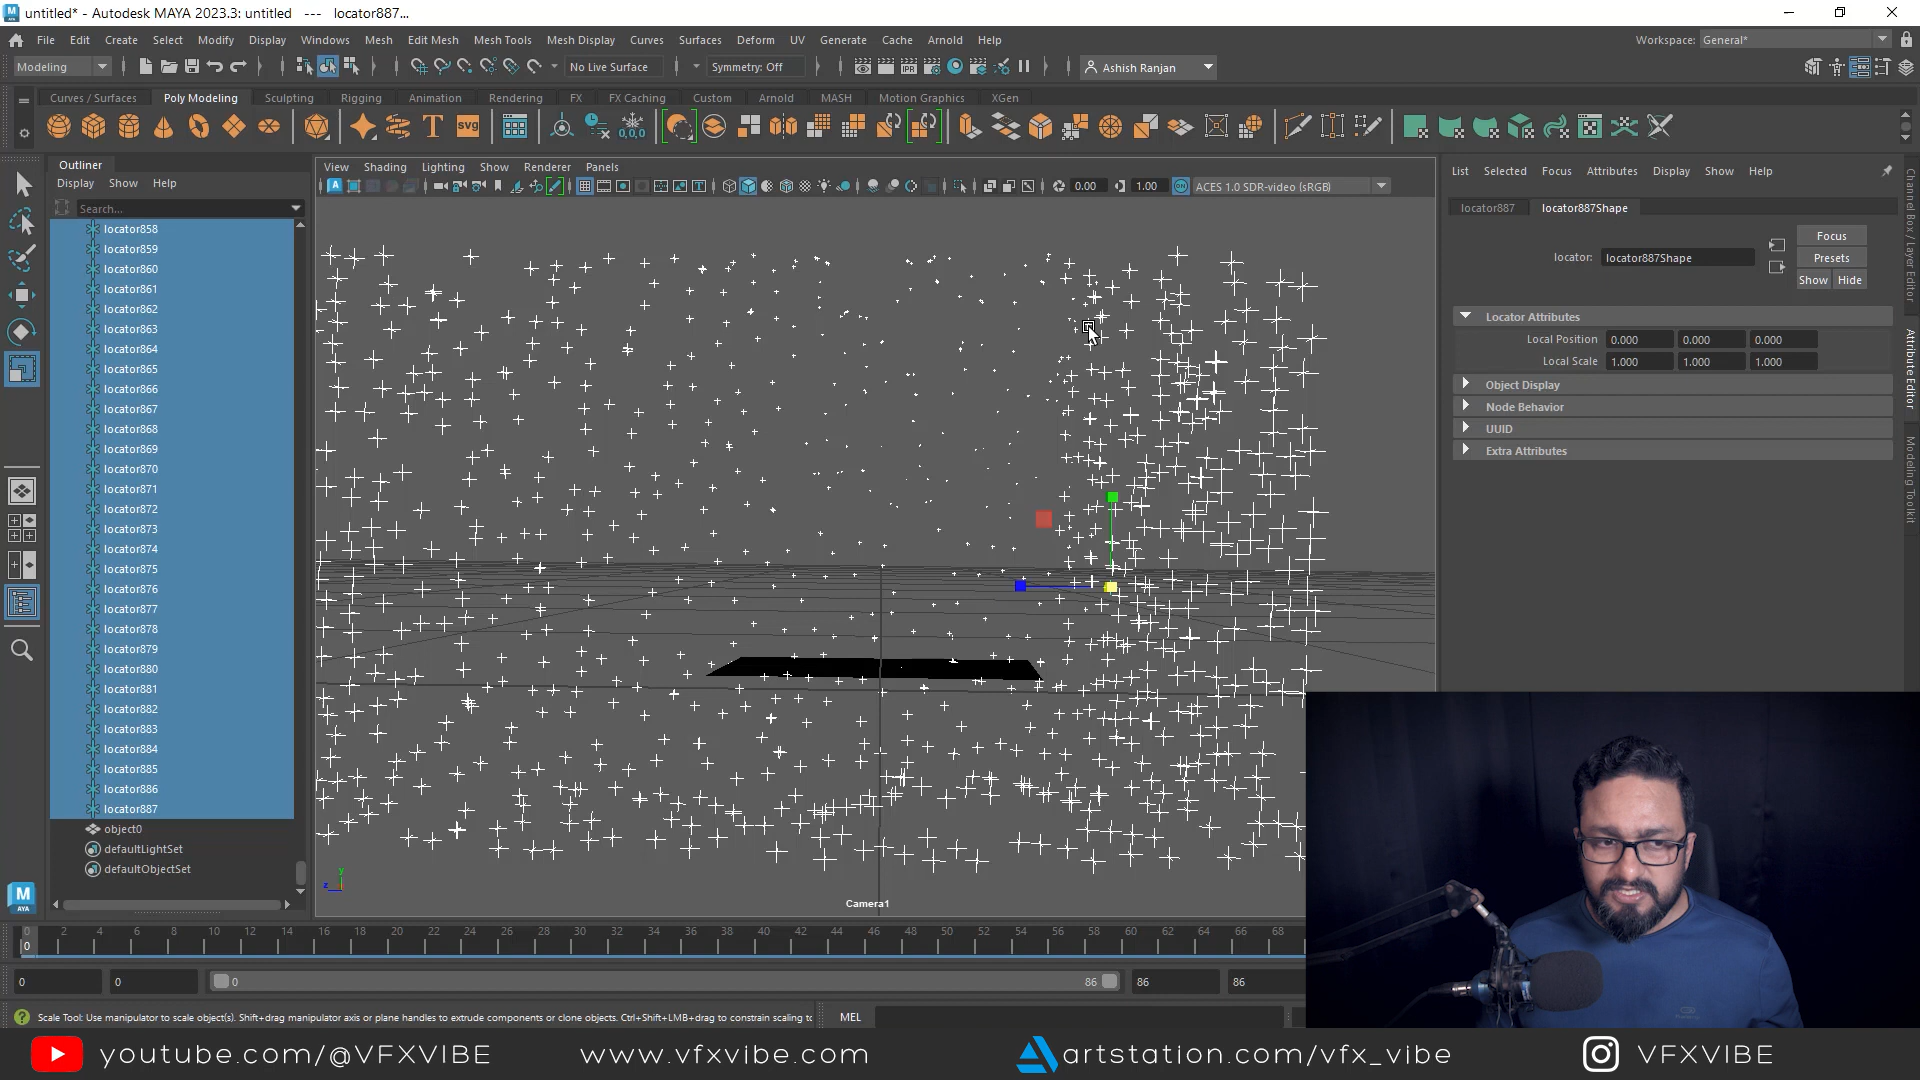 untitled* - Autodesk MAYA 2023.3: untitled --- locator887...
File Edit Create Select Modify Display Windows Mesh Edit Mesh Mesh Tools Mesh Display Curves Surfaces Deform UV Generate Cache Arnold Help
Workspace: General*
Modeling
No Live Surface
Symmetry: Off
Ashish Ranjan
Curves / Surfaces Poly Modeling Sculpting Rigging Animation Rendering FX FX Caching Custom Arnold MASH Motion Graphics XGen
Outliner
Display Show Help
Search...
locator858
locator859
locator860
locator861
locator862
locator863
locator864
locator865
locator866
locator867
locator868
locator869
locator870
locator871
locator872
locator873
locator874
locator875
locator876
locator877
locator878
locator879
locator880
locator881
locator882
locator883
locator884
locator885
locator886
locator887
object0
defaultLightSet
defaultObjectSet
View Shading Lighting Show Renderer Panels
0.00 1.00 ACES 1.0 SDR-video (sRGB)
Camera1
List Selected Focus Attributes Display Show Help
locator887 locator887Shape
locator: locator887Shape
Focus
Presets
Show Hide
Locator Attributes
Local Position 0.000 0.000 0.000
Local Scale 1.000 1.000 1.000
Object Display
Node Behavior
UUID
Extra Attributes
Channel Box / Layer Editor
Attribute Editor
Modeling Toolkit
0 2 4 6 8 10 12 14 16 18 20 22 24 26 28 30 32 34 36 38 40 42 44 46 48 50 52 54 56 58 60 62 64 66 68
0
0 0 0 86 86 86
Scale Tool: Use manipulator to scale object(s). Shift+drag manipulator axis or plane handles to extrude components or clone objects. Ctrl+Shift+LMB+drag to constrain scaling tc
MEL
youtube.com/@VFXVIBE
www.vfxvibe.com
artstation.com/vfx_vibe
VFXVIBE